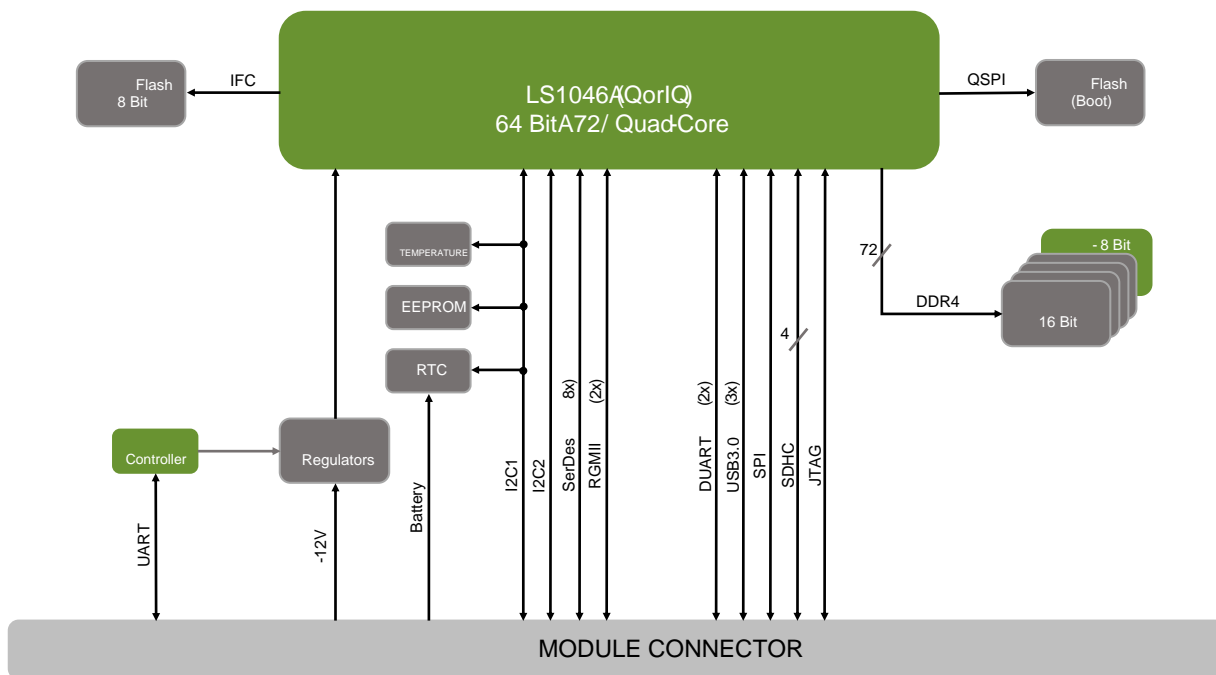 Flash
8 Bit
IFC
LS1046A(QorIQ)
64 BitA72/ Quad-Core
QSPI
Flash
(Boot)
TEMPERATURE
EEPROM
RTC
72
- 8 Bit
DDR4
16 Bit
4
Controller
Regulators
UART
-12V
Battery
I2C1
I2C2
SerDes 8x)
RGMII (2x)
DUART (2x)
USB3.0 (3x)
SPI
SDHC
JTAG
MODULE CONNECTOR